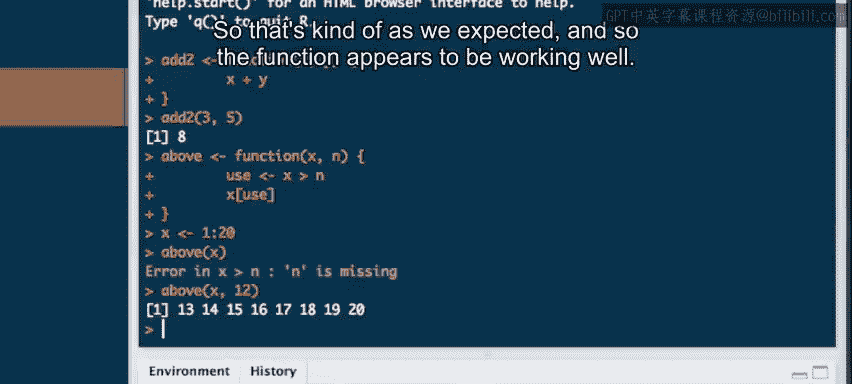 'help.start()' for an HTML browser interface to help.
GPT中英字幕课程资源@bilibili.com
Type 'q()' to quit R.
So that's kind of as we expected, and so
the function appears to be working well.
> add2 <-
+ x + y
+ }
> add2(3, 5)
[1] 8
> above <- function(x, n) {
+ use <- x > n
+ x[use]
+ }
> x <- 1:20
> above(x)
Error in x > n : 'n' is missing
> above(x, 12)
[1] 13 14 15 16 17 18 19 20
>
Environment History